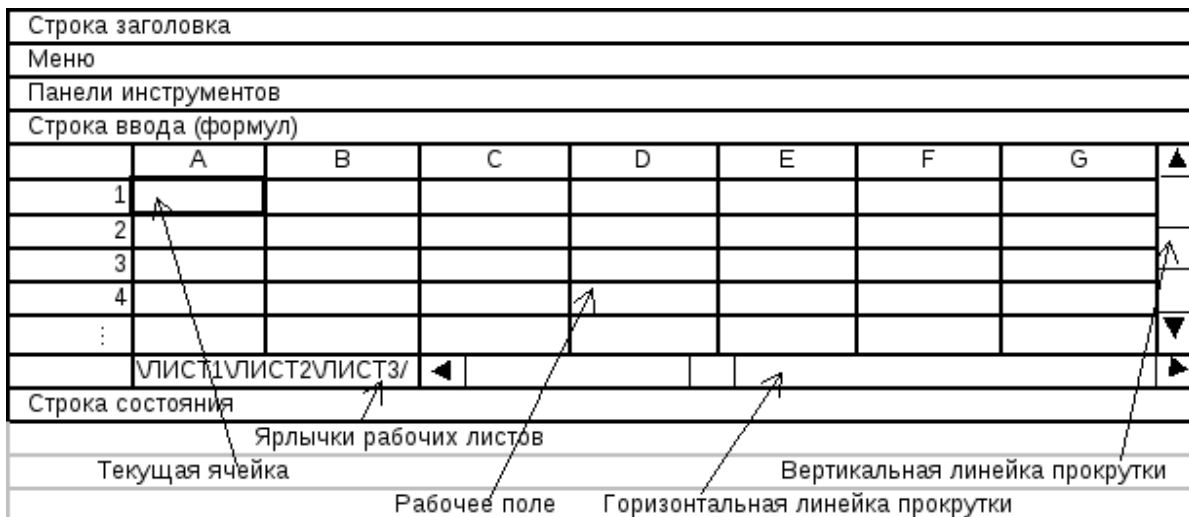 Строка заголовка
Меню
Панели инструментов
Строка ввода (формул)
A B C D E F G
1
2
3
4
\ЛИСТ1\ЛИСТ2\ЛИСТ3/
Строка состояния
Ярлычки рабочих листов
Текущая ячейка Вертикальная линейка прокрутки
Рабочее поле Горизонтальная линейка прокрутки